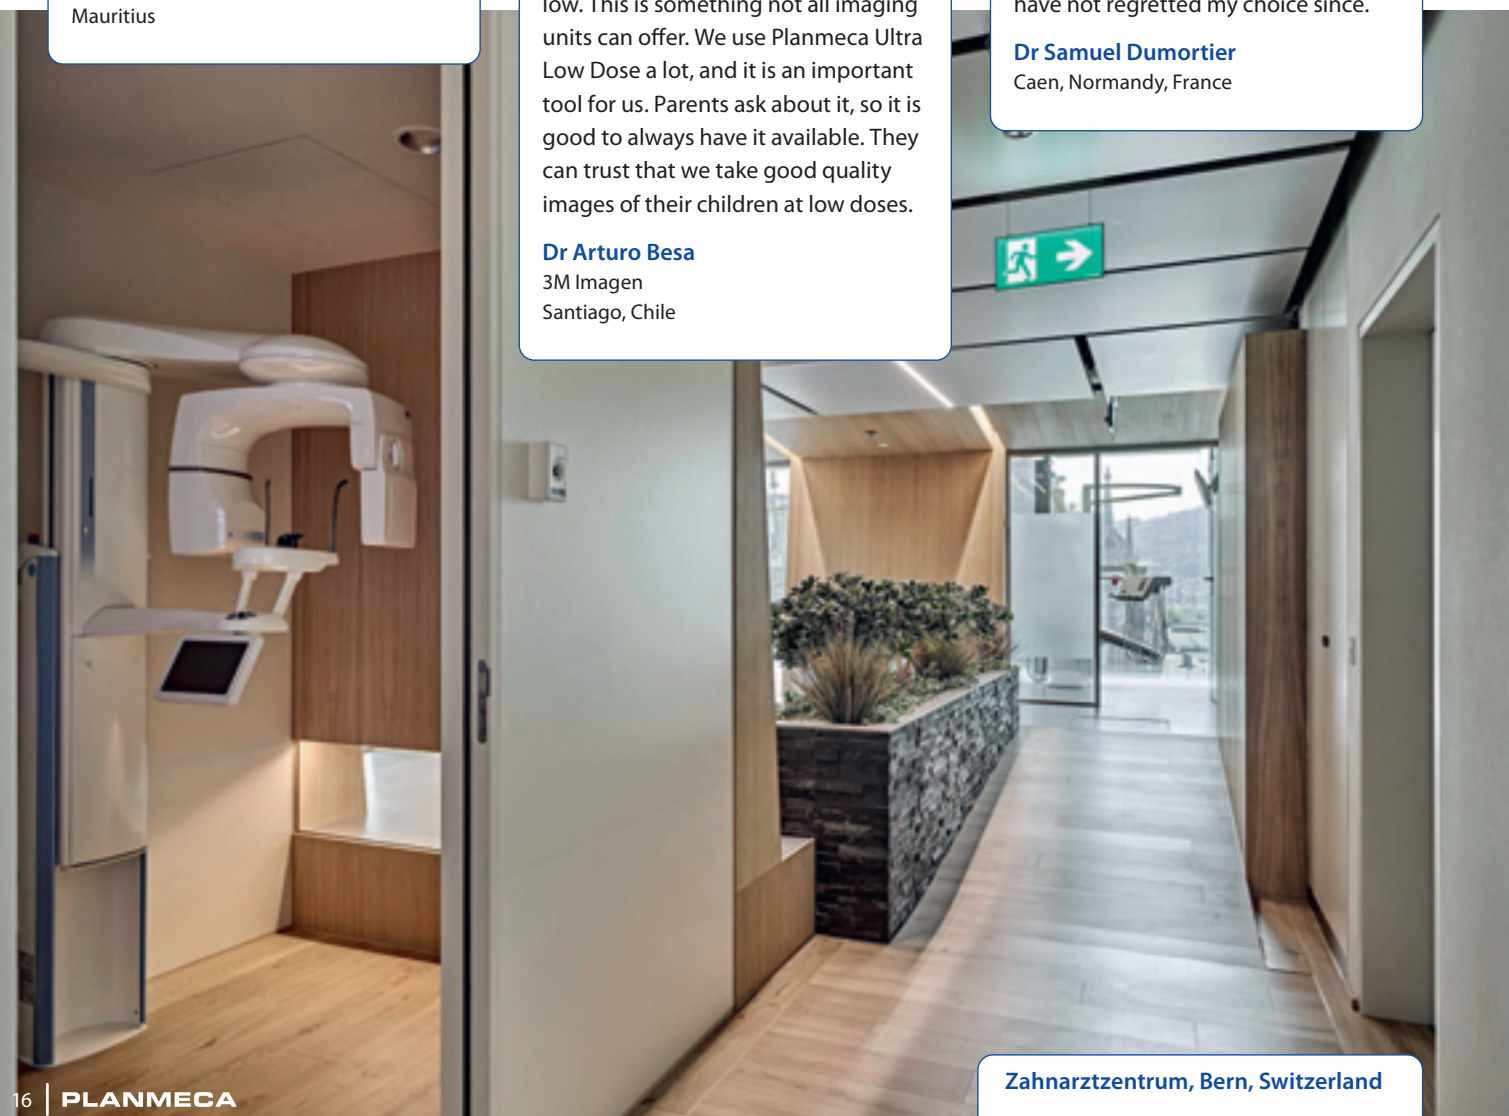 Mauritius
low. This is something not all imaging
units can offer. We use Planmeca Ultra
Low Dose a lot, and it is an important
tool for us. Parents ask about it, so it is
good to always have it available. They
can trust that we take good quality
images of their children at low doses.
Dr Arturo Besa
3M Imagen
Santiago, Chile
have not regretted my choice since.
Dr Samuel Dumortier
Caen, Normandy, France
Zahnarztzentrum, Bern, Switzerland
16 | PLANMECA